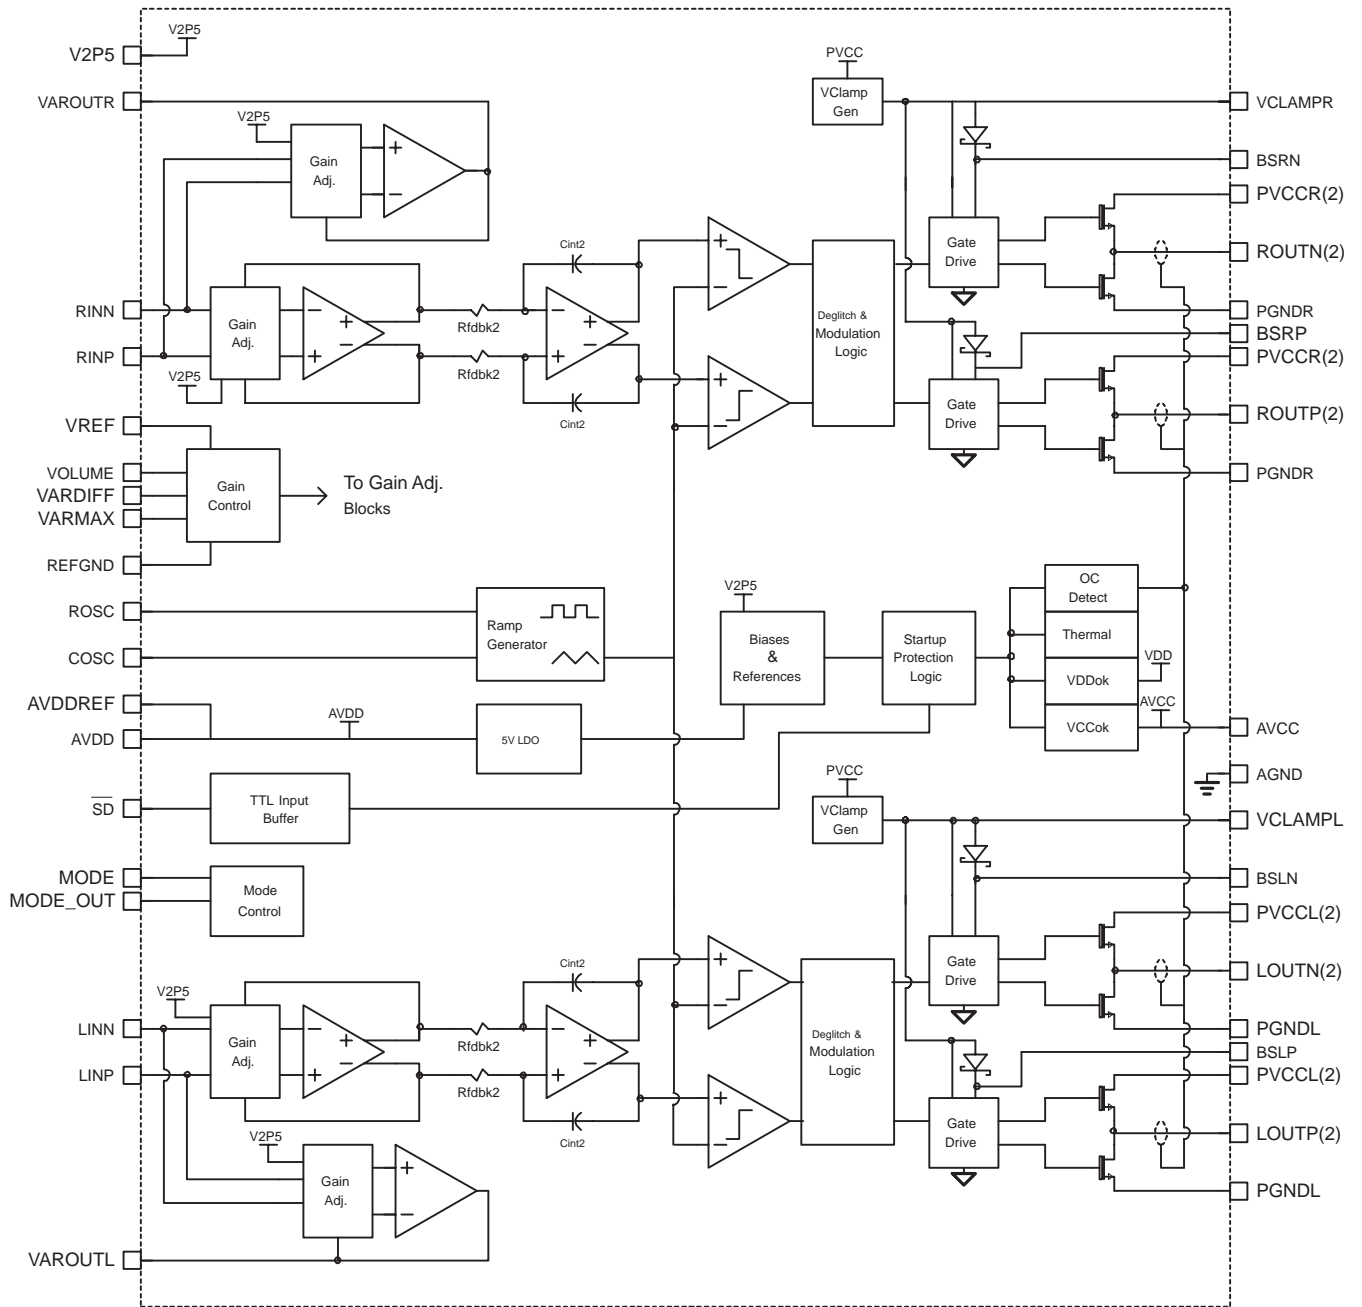 V2P5
V2P5
VAROUTR
V2P5
Gain
Adj.
+
−
PVCC
VClamp
Gen
VCLAMPR
BSRN
PVCCR(2)
Gate
Drive
ROUTN(2)
PGNDR
BSRP
PVCCR(2)
Gate
Drive
ROUTP(2)
PGNDR
RINN
RINP
Gain
Adj.
V2P5
−
+
+
−
Rfdbk2
Rfdbk2
Cint2
−
+
+
−
Cint2
+
−
+
−
Deglitch &
Modulation
Logic
VREF
VOLUME
VARDIFF
VARMAX
REFGND
Gain
Control
To Gain Adj.
Blocks
ROSC
COSC
Ramp
Generator
V2P5
Biases
&
References
Startup
Protection
Logic
OC
Detect
Thermal
VDDok
VDD
VCCok
AVCC
AVCC
AGND
AVDDREF
AVDD
AVDD
5V LDO
SD
TTL Input
Buffer
MODE
MODE_OUT
Mode
Control
PVCC
VClamp
Gen
VCLAMPL
BSLN
PVCCL(2)
Gate
Drive
LOUTN(2)
PGNDL
BSLP
PVCCL(2)
Gate
Drive
LOUTP(2)
PGNDL
V2P5
LINN
LINP
Gain
Adj.
−
+
+
−
Rfdbk2
Rfdbk2
Cint2
−
+
+
−
Cint2
+
−
+
−
Deglitch &
Modulation
Logic
V2P5
Gain
Adj.
+
−
VAROUTL